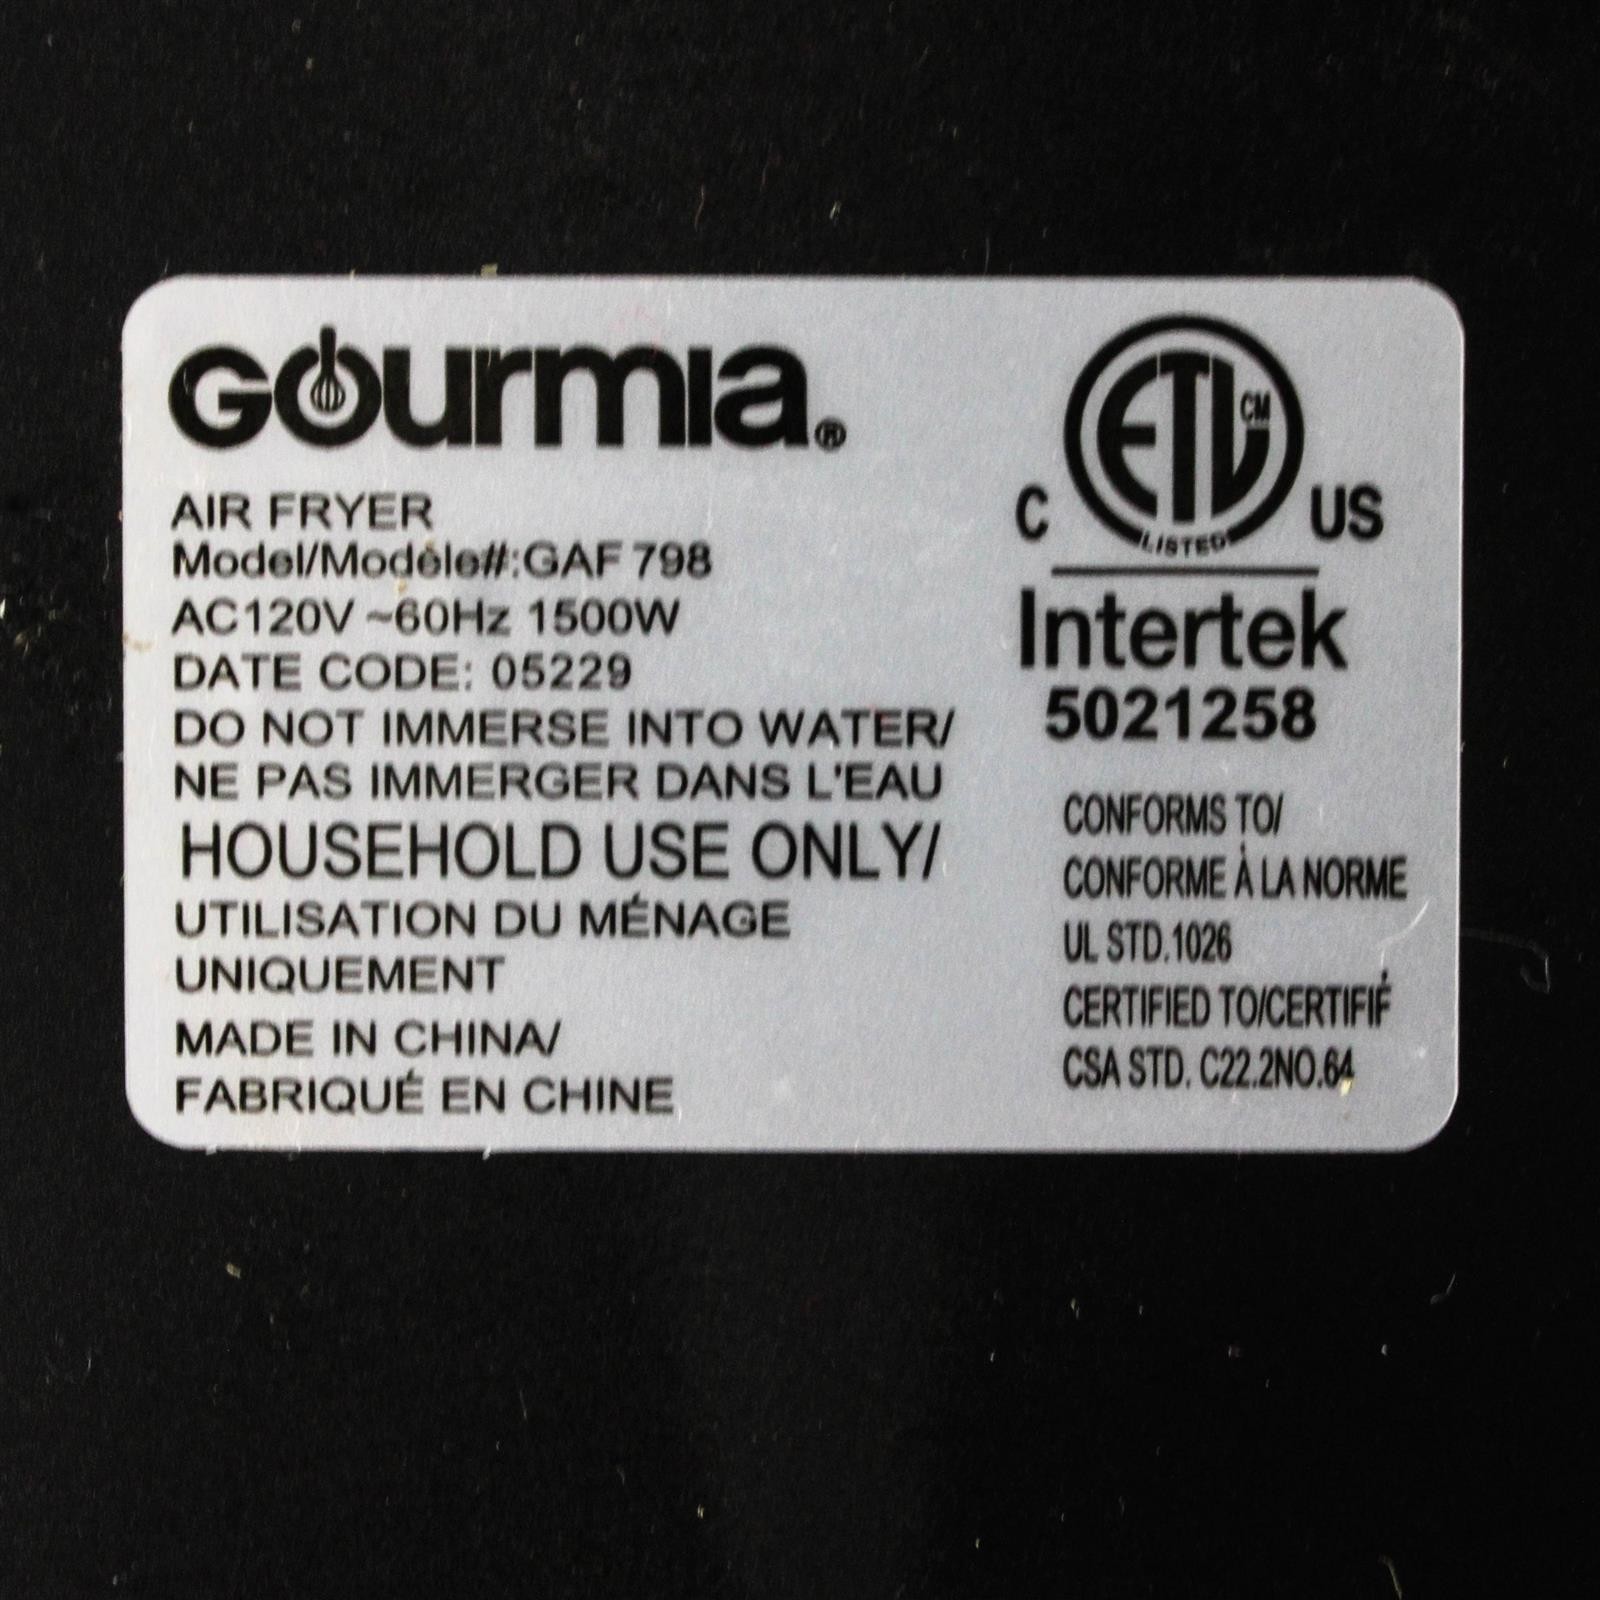 Gourmia®
AIR FRYER
Model/Modèle#:GAF 798
AC120V ~60Hz 1500W
DATE CODE: 05229
DO NOT IMMERSE INTO WATER/
NE PAS IMMERGER DANS L'EAU
HOUSEHOLD USE ONLY/
UTILISATION DU MÉNAGE
UNIQUEMENT
MADE IN CHINA/
FABRIQUÉ EN CHINE
ETL CM
C US
LISTED
Intertek
5021258
CONFORMS TO/
CONFORME À LA NORME
UL STD.1026
CERTIFIED TO/CERTIFIÉ
CSA STD. C22.2NO.64